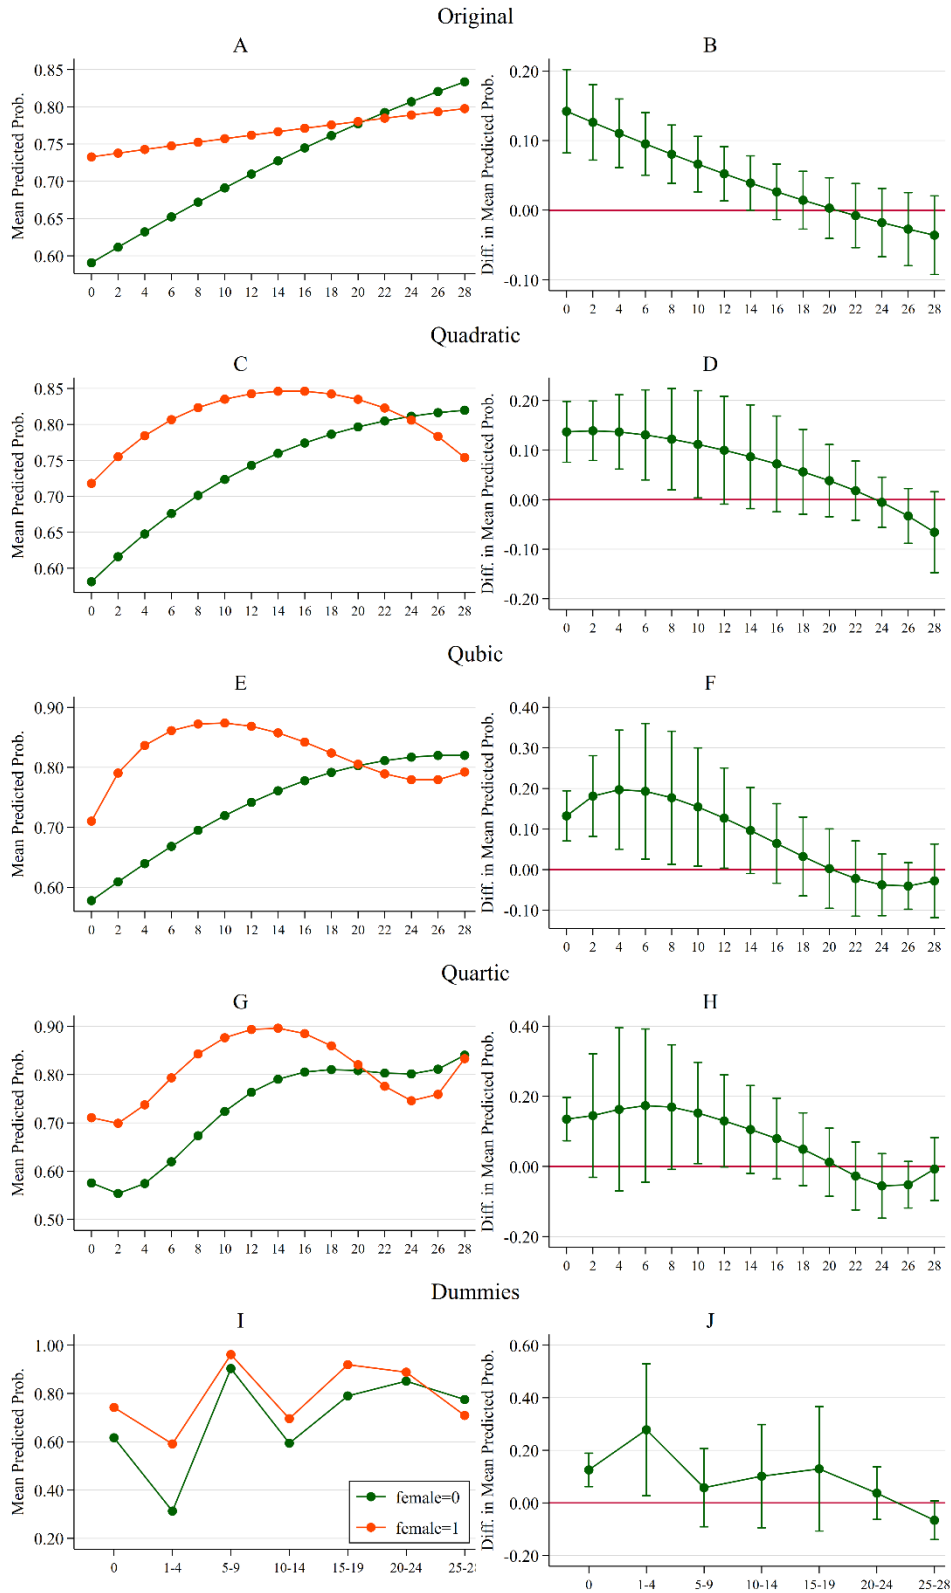 Original
A
B
Mean Predicted Prob.
0.85
0.80
0.75
0.70
0.65
0.60
0 2 4 6 8 10 12 14 16 18 20 22 24 26 28
Diff. in Mean Predicted Prob.
0.20
0.10
0.00
-0.10
0 2 4 6 8 10 12 14 16 18 20 22 24 26 28
Quadratic
C
D
Mean Predicted Prob.
0.85
0.80
0.75
0.70
0.65
0.60
0 2 4 6 8 10 12 14 16 18 20 22 24 26 28
Diff. in Mean Predicted Prob.
0.20
0.10
0.00
-0.10
-0.20
0 2 4 6 8 10 12 14 16 18 20 22 24 26 28
Qubic
E
F
Mean Predicted Prob.
0.90
0.80
0.70
0.60
0 2 4 6 8 10 12 14 16 18 20 22 24 26 28
Diff. in Mean Predicted Prob.
0.40
0.30
0.20
0.10
0.00
-0.10
0 2 4 6 8 10 12 14 16 18 20 22 24 26 28
Quartic
G
H
Mean Predicted Prob.
0.90
0.80
0.70
0.60
0.50
0 2 4 6 8 10 12 14 16 18 20 22 24 26 28
Diff. in Mean Predicted Prob.
0.40
0.20
0.00
-0.20
0 2 4 6 8 10 12 14 16 18 20 22 24 26 28
Dummies
I
J
Mean Predicted Prob.
1.00
0.80
0.60
0.40
0.20
female=0
female=1
0 1-4 5-9 10-14 15-19 20-24 25-28
Diff. in Mean Predicted Prob.
0.60
0.40
0.20
0.00
-0.20
0 1-4 5-9 10-14 15-19 20-24 25-28